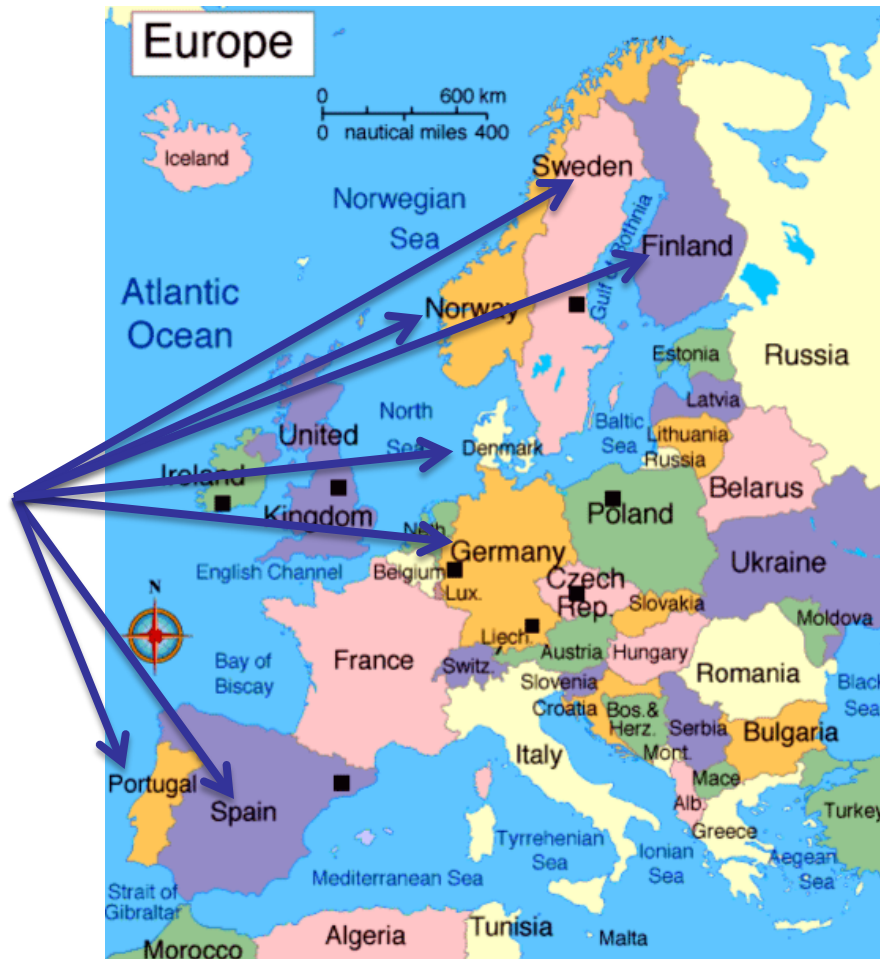 Europe
0 600 km
0 nautical miles 400
Iceland
Sweden
Norwegian
Sea
Gulf of Bothnia
Finland
Atlantic
Ocean
Norway
Estonia
Russia
Latvia
North
Sea
Baltic
Sea
Denmark
Lithuania
Russia
United
Kingdom
Ireland
Belarus
Poland
Neth.
Germany
Ukraine
English Channel
Belgium
Lux.
Czech
Rep.
N
Slovakia
Moldova
Liech.
Austria
Bay of
Biscay
France
Switz.
Hungary
Romania
Slovenia
Black
Sea
Croatia
Bos.&
Herz.
Serbia
Bulgaria
Italy
Mont.
Portugal
Spain
Mace
Alb.
Turkey
Greece
Tyrrehenian
Sea
Ionian
Sea
Aegean
Sea
Mediterranean Sea
Strait of
Gibraltar
Tunisia
Algeria
Malta
Morocco